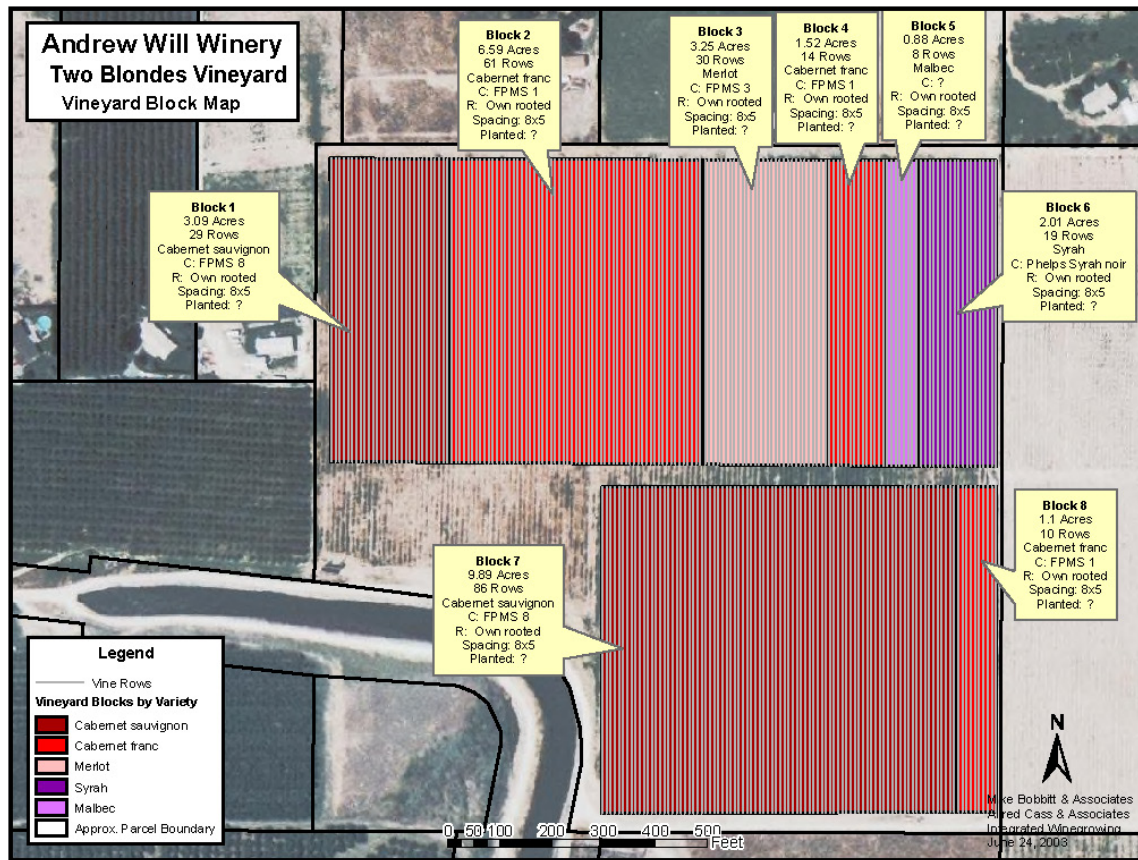 Andrew Will Winery
Two Blondes Vineyard
Vineyard Block Map
Block 2
6.59 Acres
61 Rows
Cabernet franc
C: FPMS 1
R: Own rooted
Spacing: 8x5
Planted: ?
Block 3
3.25 Acres
30 Rows
Merlot
C: FPMS 3
R: Own rooted
Spacing: 8x5
Planted: ?
Block 4
1.52 Acres
14 Rows
Cabernet franc
C: FPMS 1
R: Own rooted
Spacing: 8x5
Planted: ?
Block 5
0.88 Acres
8 Rows
Malbec
C: ?
R: Own rooted
Spacing: 8x5
Planted: ?
Block 1
3.09 Acres
29 Rows
Cabernet sauvignon
C: FPMS 8
R: Own rooted
Spacing: 8x5
Planted: ?
Block 6
2.01 Acres
19 Rows
Syrah
C: Phelps Syrah noir
R: Own rooted
Spacing: 8x5
Planted: ?
Block 7
9.89 Acres
86 Rows
Cabernet sauvignon
C: FPMS 8
R: Own rooted
Spacing: 8x5
Planted: ?
Block 8
1.1 Acres
10 Rows
Cabernet franc
C: FPMS 1
R: Own rooted
Spacing: 8x5
Planted: ?
Legend
Vine Rows
Vineyard Blocks by Variety
Cabernet sauvignon
Cabernet franc
Merlot
Syrah
Malbec
Approx. Parcel Boundary
0 50 100 200 300 400 500
Feet
N
Mike Bobbitt & Associates
Alfred Cass & Associates
Integrated Winegrowing
June 24, 2003